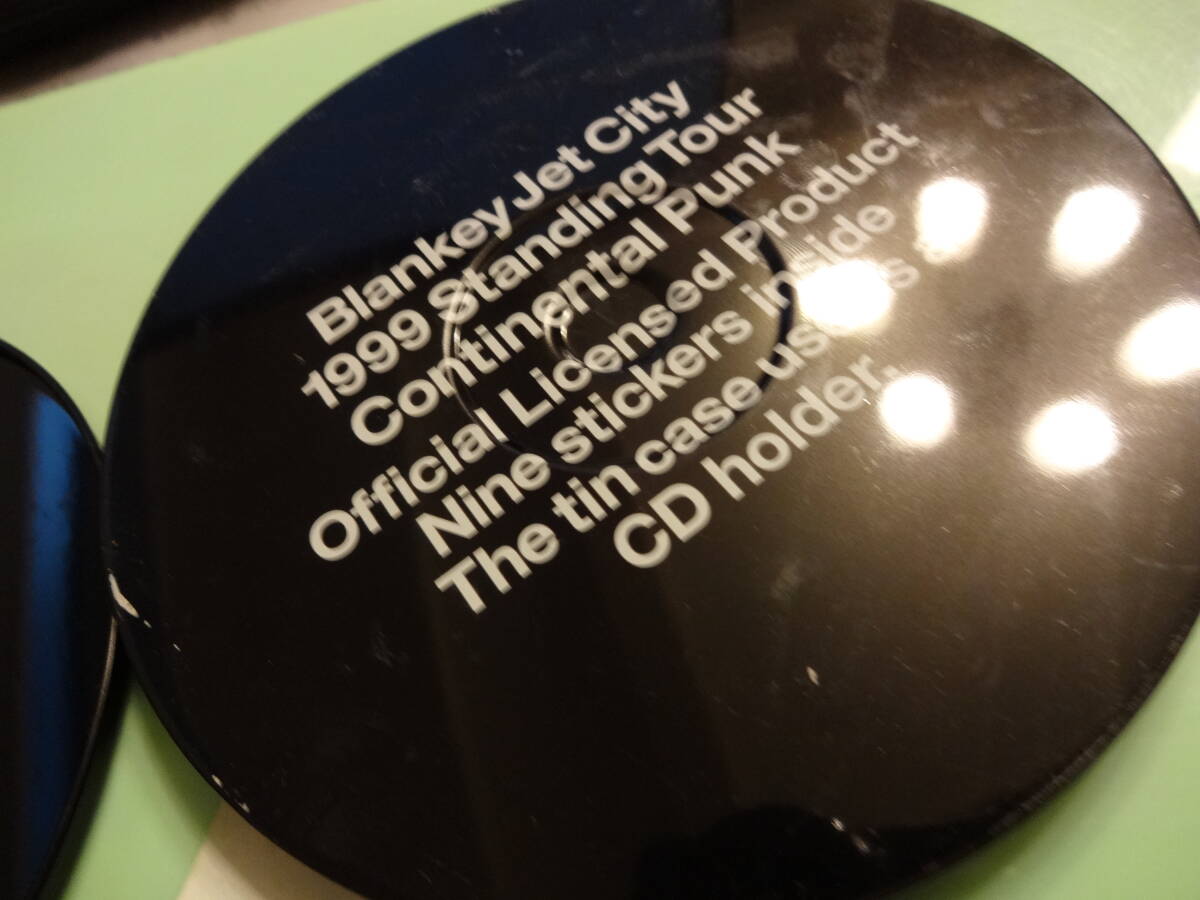 Blankey Jet City
1999 Standing Tour
Continental Punk
Official Licensed Product
Nine stickers inside
The tin case as &
CD holder.